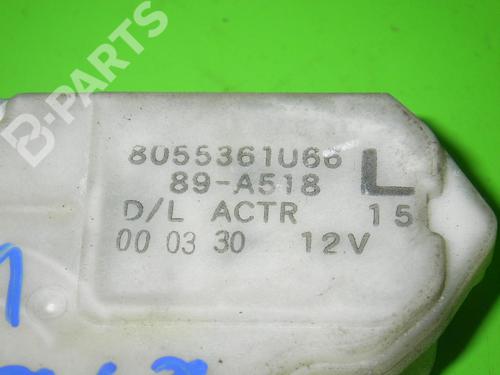 B-PARTS
8055361U66
89-A518 L
D/L ACTR 15
00 03 30 12V